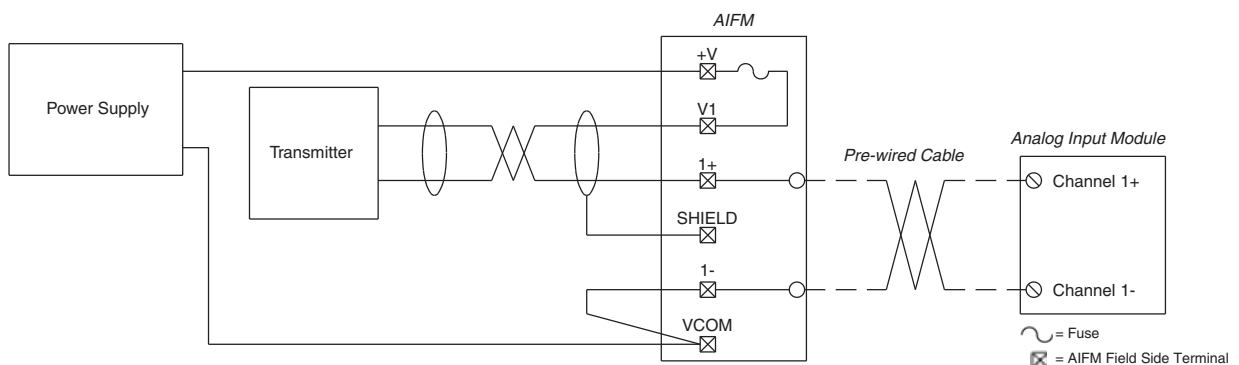 AIFM
+V
Power Supply
V1
Transmitter
1+
Pre-wired Cable
Analog Input Module
Channel 1+
SHIELD
1-
Channel 1-
VCOM
= Fuse
= AIFM Field Side Terminal